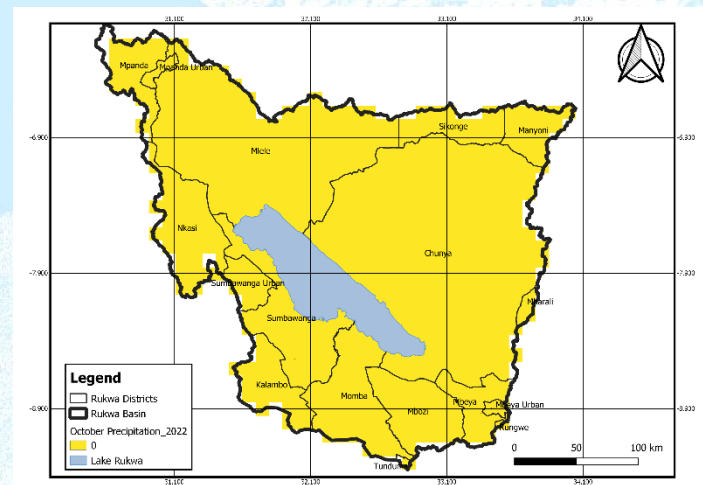 31.100 32.100 33.100 34.100
Mpanda
Mpanda Urban
-6.900 Sikonge Manyoni -6.900
Mlele
Nkasi
Chunya
-7.900 -7.900
Sumbawanga Urban
Mbarali
Sumbawanga
Legend
Rukwa Districts
Rukwa Basin
October Precipitation_2022
0
Lake Rukwa
Kalambo
Momba
Mbeya
Mbozi
Mbeya Urban
-8.900
Rungwe
Tunduma
0 50 100 km
31.100 32.100 33.100 34.100